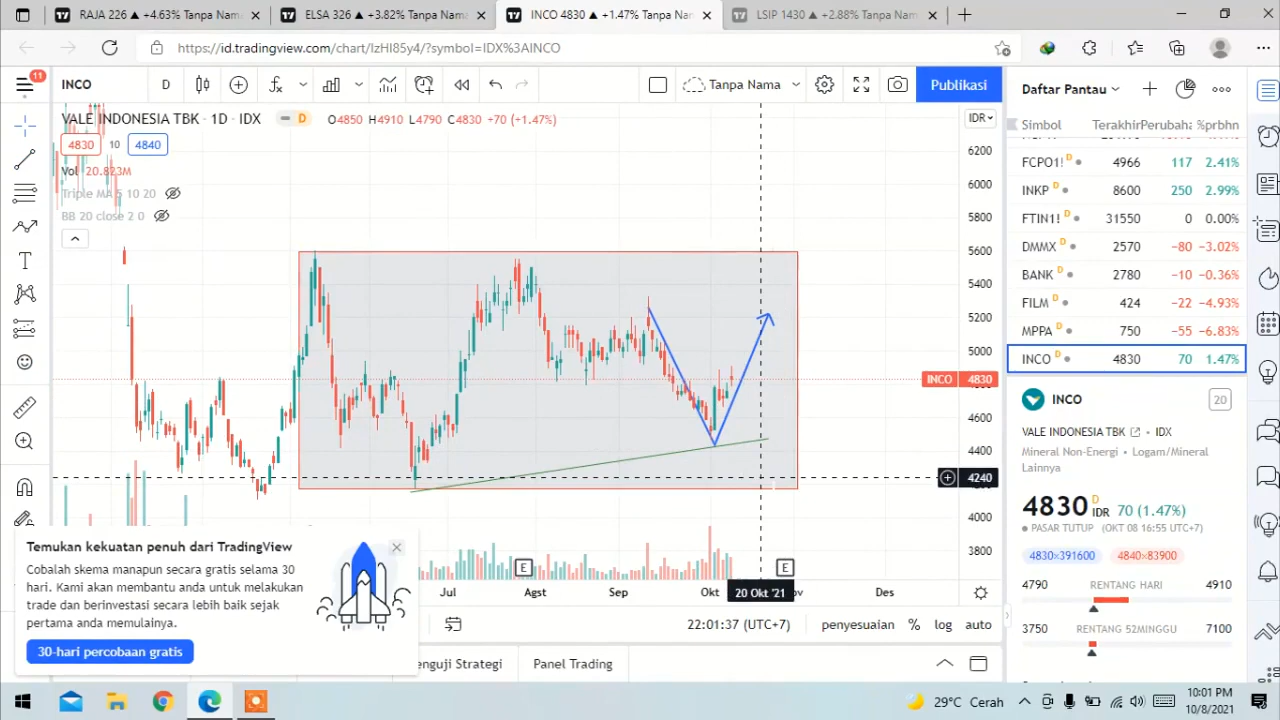 RAJA 226 ▲ +4.63% Tanpa Nama
ELSA 326 ▲ +3.82% Tanpa Nama
INCO 4830 ▲ +1.47% Tanpa Na
LSIP 1430 ▲ +2.88% Tanpa Nama
https://id.tradingview.com/chart/lzHI85y4/?symbol=IDX%3AINCO
11
INCO D Tanpa Nama Publikasi
VALE INDONESIA TBK · 1D · IDX D O4850 H4910 L4790 C4830 +70 (+1.47%)
4830 10 4840
Vol 20.823M
Triple MA 5 10 20
BB 20 close 2 0
IDR
6200
6000
5800
5600
5400
5200
5000
INCO 4830
4600
4400
4240
4000
3800
E E
Jul Agst Sep Okt 20 Okt '21 Des
22:01:37 (UTC+7) penyesuaian % log auto
enguji Strategi Panel Trading
Temukan kekuatan penuh dari TradingView
Cobalah skema manapun secara gratis selama 30
hari. Kami akan membantu anda untuk melakukan
trade dan berinvestasi secara lebih baik sejak
pertama anda memulainya.
30-hari percobaan gratis
Daftar Pantau
Simbol Terakhir Perubaha %prbhn
FCPO1! D 4966 117 2.41%
INKP D 8600 250 2.99%
FTIN1! D 31550 0 0.00%
DMMX D 2570 −80 −3.02%
BANK D 2780 −10 −0.36%
FILM D 424 −22 −4.93%
MPPA D 750 −55 −6.83%
INCO D 4830 70 1.47%
INCO 20
VALE INDONESIA TBK • IDX
Mineral Non-Energi • Logam/Mineral
Lainnya
4830 D IDR 70 (1.47%)
PASAR TUTUP (OKT 08 16:55 UTC+7)
4830×391600 4840×83900
4790 RENTANG HARI 4910
3750 RENTANG 52MINGGU 7100
29°C Cerah
10:01 PM
10/8/2021